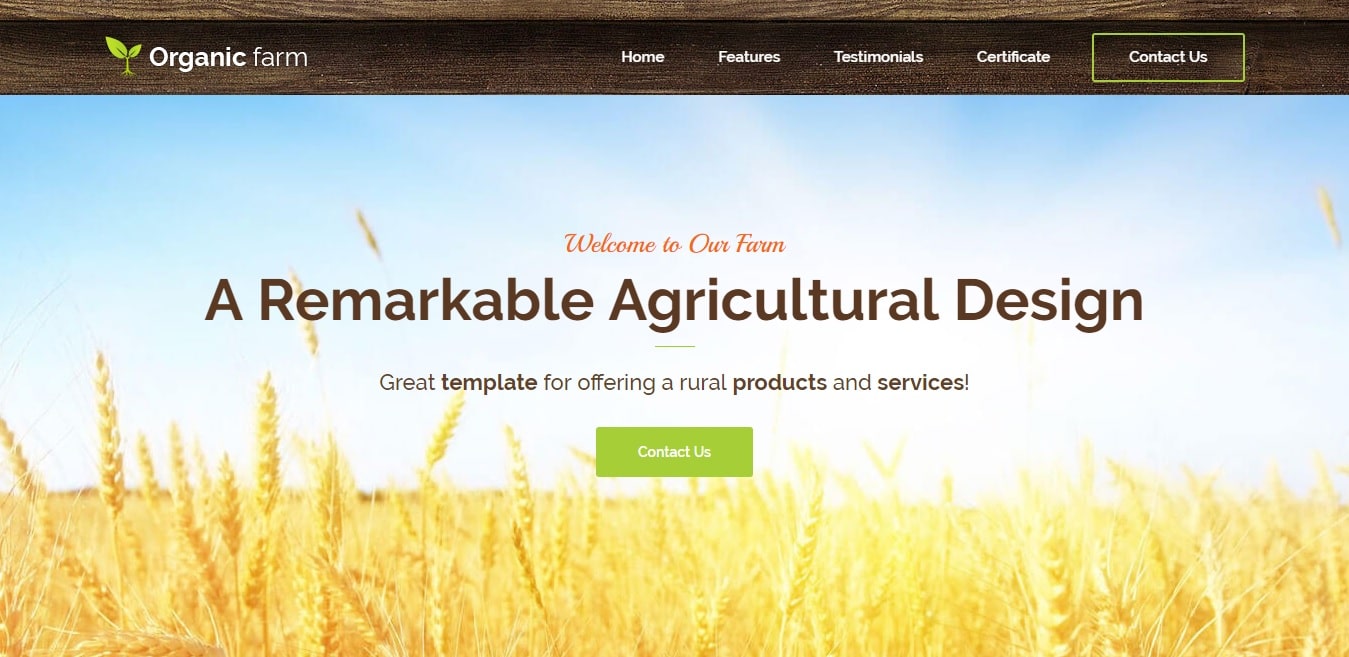 Organic farm
Home Features Testimonials Certificate Contact Us
Welcome to Our Farm
A Remarkable Agricultural Design
Great template for offering a rural products and services!
Contact Us